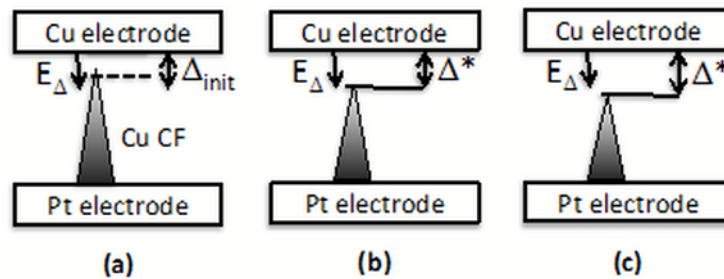 Cu electrode Cu electrode Cu electrode
E_Δ Δ_init E_Δ Δ* E_Δ Δ*
Cu CF
Pt electrode Pt electrode Pt electrode
(a) (b) (c)